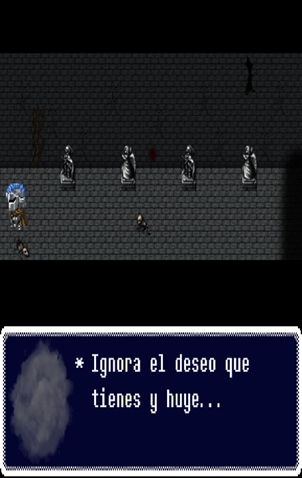 * Ignora el deseo que
tienes y huye...